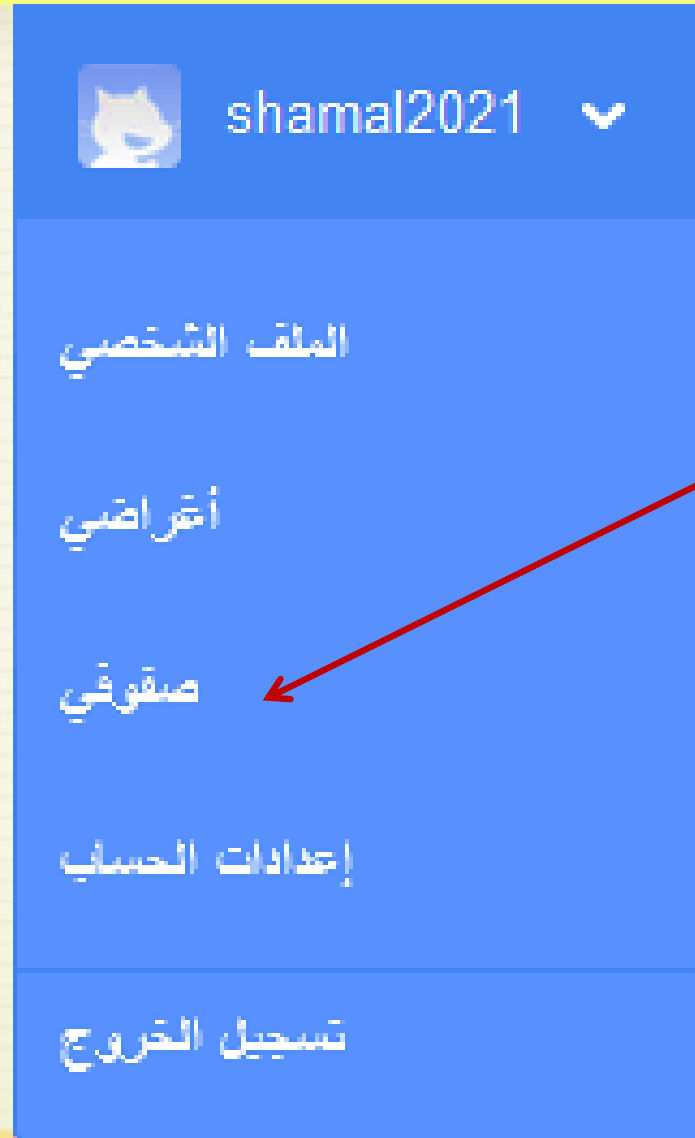 shamal2021
الملف الشخصي
أغراضي
صفوفي
إعدادات الحساب
تسجيل الخروج